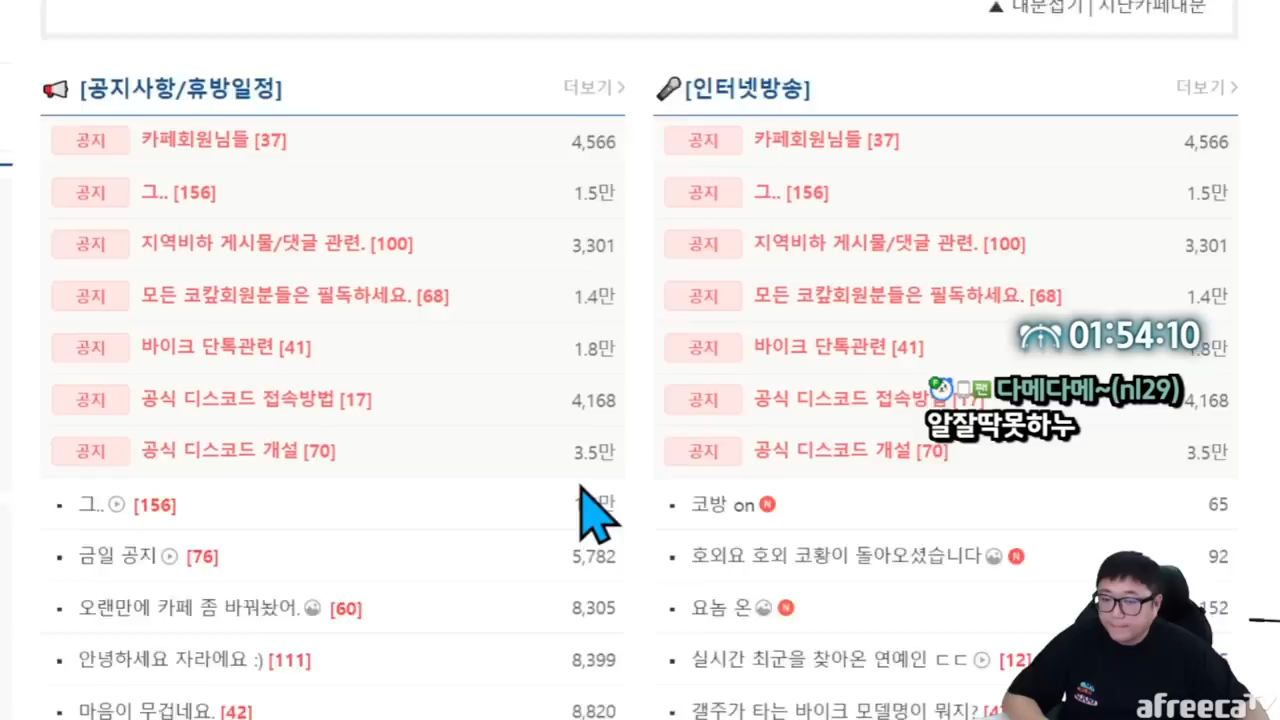 ▲ 대문접기 | 지난카페대문
[공지사항/휴방일정] 더보기 >
공지 카페회원님들 [37] 4,566
공지 그.. [156] 1.5만
공지 지역비하 게시물/댓글 관련. [100] 3,301
공지 모든 코캎회원분들은 필독하세요. [68] 1.4만
공지 바이크 단톡관련 [41] 1.8만
공지 공식 디스코드 접속방법 [17] 4,168
공지 공식 디스코드 개설 [70] 3.5만
그.. [156]
금일 공지 [76] 5,782
오랜만에 카페 좀 바꿔놨어. [60] 8,305
안녕하세요 자라에요 :) [111] 8,399
마음이 무겁네요. [42] 8,820
[인터넷방송] 더보기 >
공지 카페회원님들 [37] 4,566
공지 그.. [156] 1.5만
공지 지역비하 게시물/댓글 관련. [100] 3,301
공지 모든 코캎회원분들은 필독하세요. [68] 1.4만
공지 바이크 단톡관련 [41] 1.8만
공지 공식 디스코드 접속방법 [17] 4,168
공지 공식 디스코드 개설 [70] 3.5만
코방 on N 65
호외요 호외 코황이 돌아오셨습니다 N 92
요놈 온 N 152
실시간 최군을 찾아온 연예인 ㄷㄷ [12]
갤주가 타는 바이크 모델명이 뭐지?
01:54:10
다메다메~(nl29)
알잘딱못하누
afreecaTV